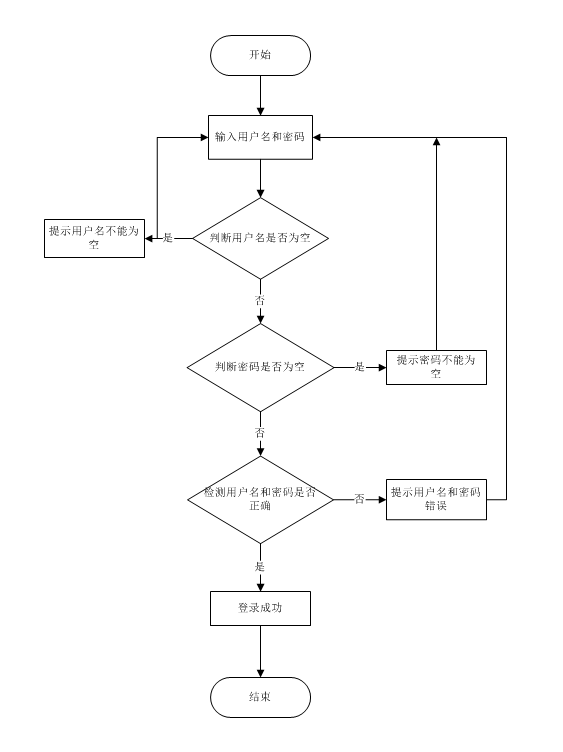 开始
输入用户名和密码
提示用户名不能为
空
是
判断用户名是否为空
否
判断密码是否为空
是
提示密码不能为
空
否
检测用户名和密码是否
正确
否
提示用户名和密码
错误
是
登录成功
结束